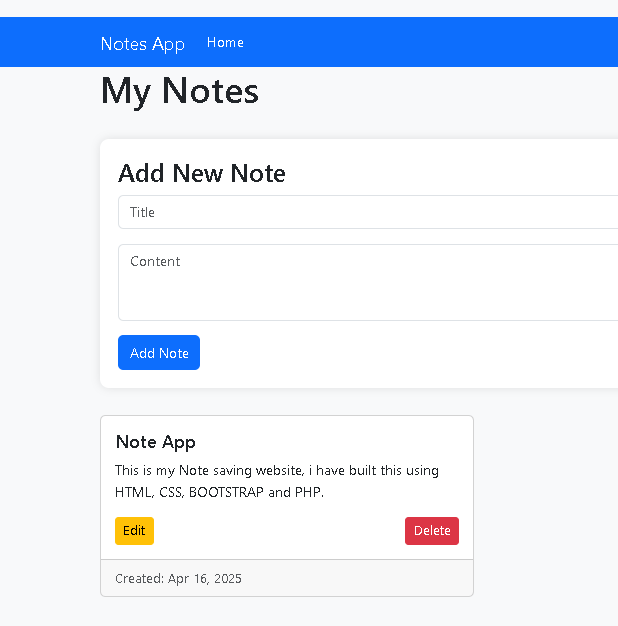 Notes App Home
My Notes
Add New Note
Title
Content
Add Note
Note App
This is my Note saving website, i have built this using
HTML, CSS, BOOTSTRAP and PHP.
Edit Delete
Created: Apr 16, 2025